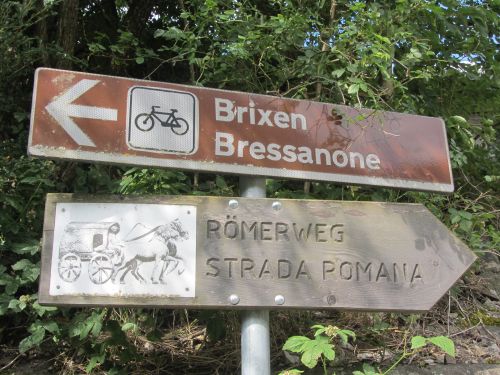 Brixen
Bressanone
RÖMERWEG
STRADA ROMANA